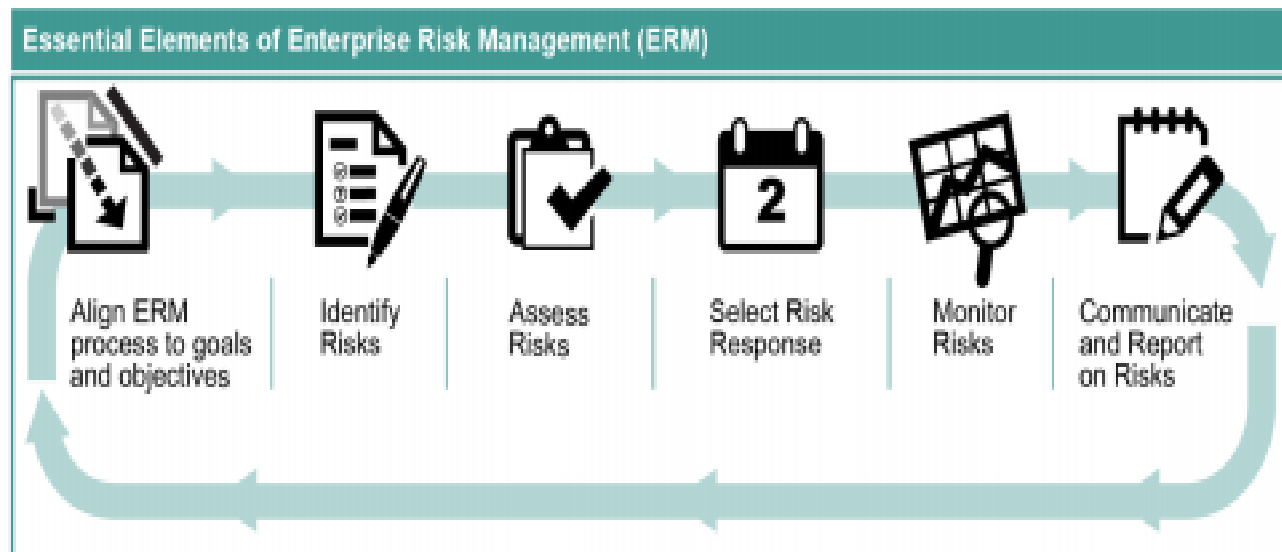 Essential Elements of Enterprise Risk Management (ERM)
2
Align ERM
process to goals
and objectives
Identify
Risks
Assess
Risks
Select Risk
Response
Monitor
Risks
Communicate
and Report
on Risks